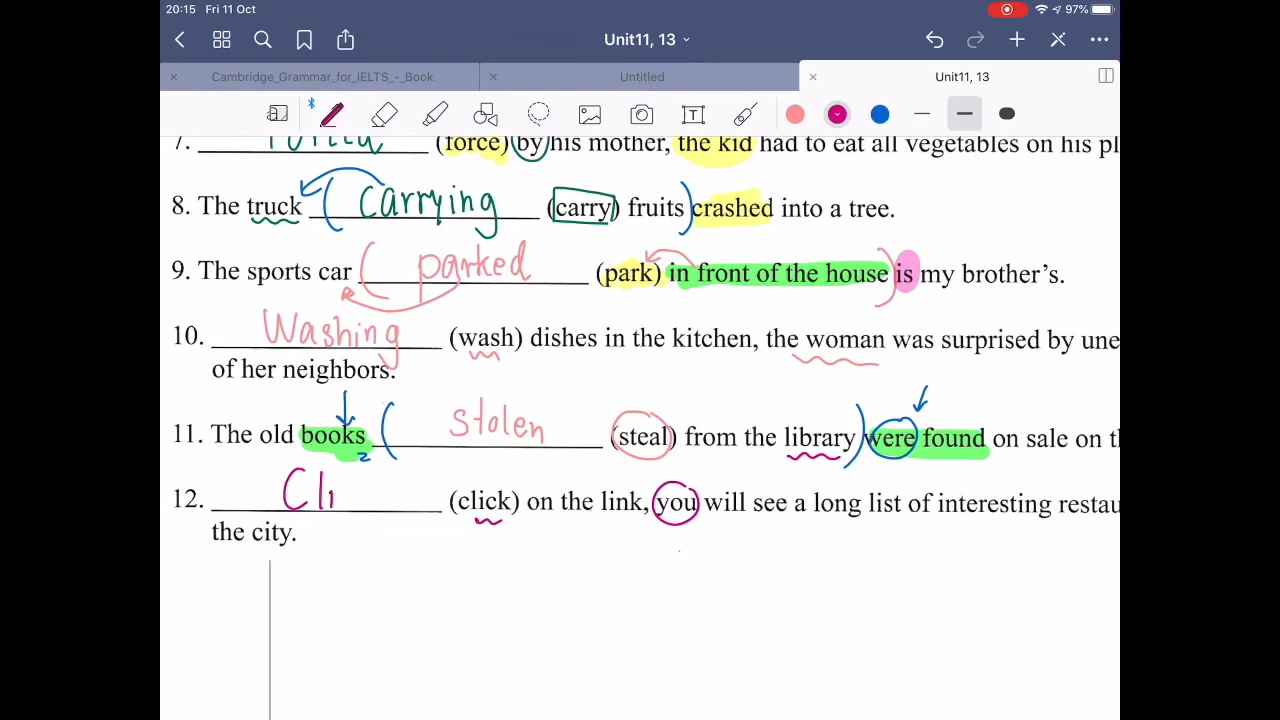 20:15 Fri 11 Oct 97%
Unit11, 13
Cambridge_Grammar_for_IELTS_-_Book Untitled Unit11, 13
7. (force) by his mother, the kid had to eat all vegetables on his pl
8. The truck carrying (carry) fruits) crashed into a tree.
9. The sports car (parked (park) in front of the house) is my brother's.
10. Washing (wash) dishes in the kitchen, the woman was surprised by une
of her neighbors.
11. The old books (stolen (steal) from the library) were found on sale on th
12. Cli (click) on the link, you will see a long list of interesting restau
the city.